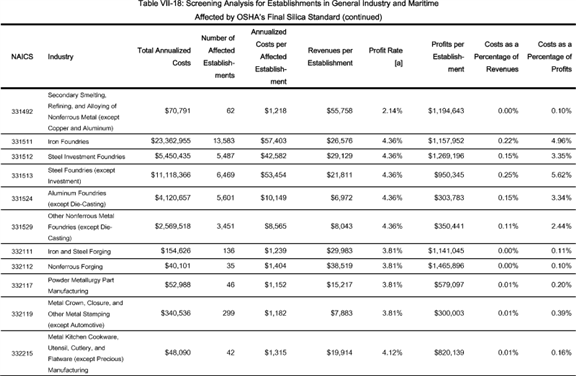 Table VII-18: Screening Analysis for Establishments in General Industry and Maritime
Affected by OSHA's Final Silica Standard (continued)
NAICS Industry Total Annualized Costs Number of Affected Establish-ments Annualized Costs per Affected Establish-ment Revenues per Establishment Profit Rate [a] Profits per Establish-ment Costs as a Percentage of Revenues Costs as a Percentage of Profits
331492 Secondary Smelting, Refining, and Alloying of Nonferrous Metal (except Copper and Aluminum) $70,791 62 $1,218 $55,758 2.14% $1,194,643 0.00% 0.10%
331511 Iron Foundries $23,362,955 13,583 $57,403 $26,576 4.36% $1,157,952 0.22% 4.96%
331512 Steel Investment Foundries $5,450,435 5,487 $42,582 $29,129 4.36% $1,269,196 0.15% 3.35%
331513 Steel Foundries (except Investment) $11,118,366 6,469 $53,454 $21,811 4.36% $950,345 0.25% 5.62%
331524 Aluminum Foundries (except Die-Casting) $4,120,657 5,601 $10,149 $6,972 4.36% $303,783 0.15% 3.34%
331529 Other Nonferrous Metal Foundries (except Die-Casting) $2,569,518 3,451 $8,565 $8,043 4.36% $350,441 0.11% 2.44%
332111 Iron and Steel Forging $154,626 136 $1,239 $29,983 3.81% $1,141,045 0.00% 0.11%
332112 Nonferrous Forging $40,101 35 $1,404 $38,519 3.81% $1,465,896 0.00% 0.10%
332117 Powder Metallurgy Part Manufacturing $52,988 46 $1,152 $15,217 3.81% $579,097 0.01% 0.20%
332119 Metal Crown, Closure, and Other Metal Stamping (except Automotive) $340,536 299 $1,182 $7,883 3.81% $300,003 0.01% 0.39%
332215 Metal Kitchen Cookware, Utensil, Cutlery, and Flatware (except Precious) Manufacturing $48,090 42 $1,315 $19,914 4.12% $820,139 0.01% 0.16%